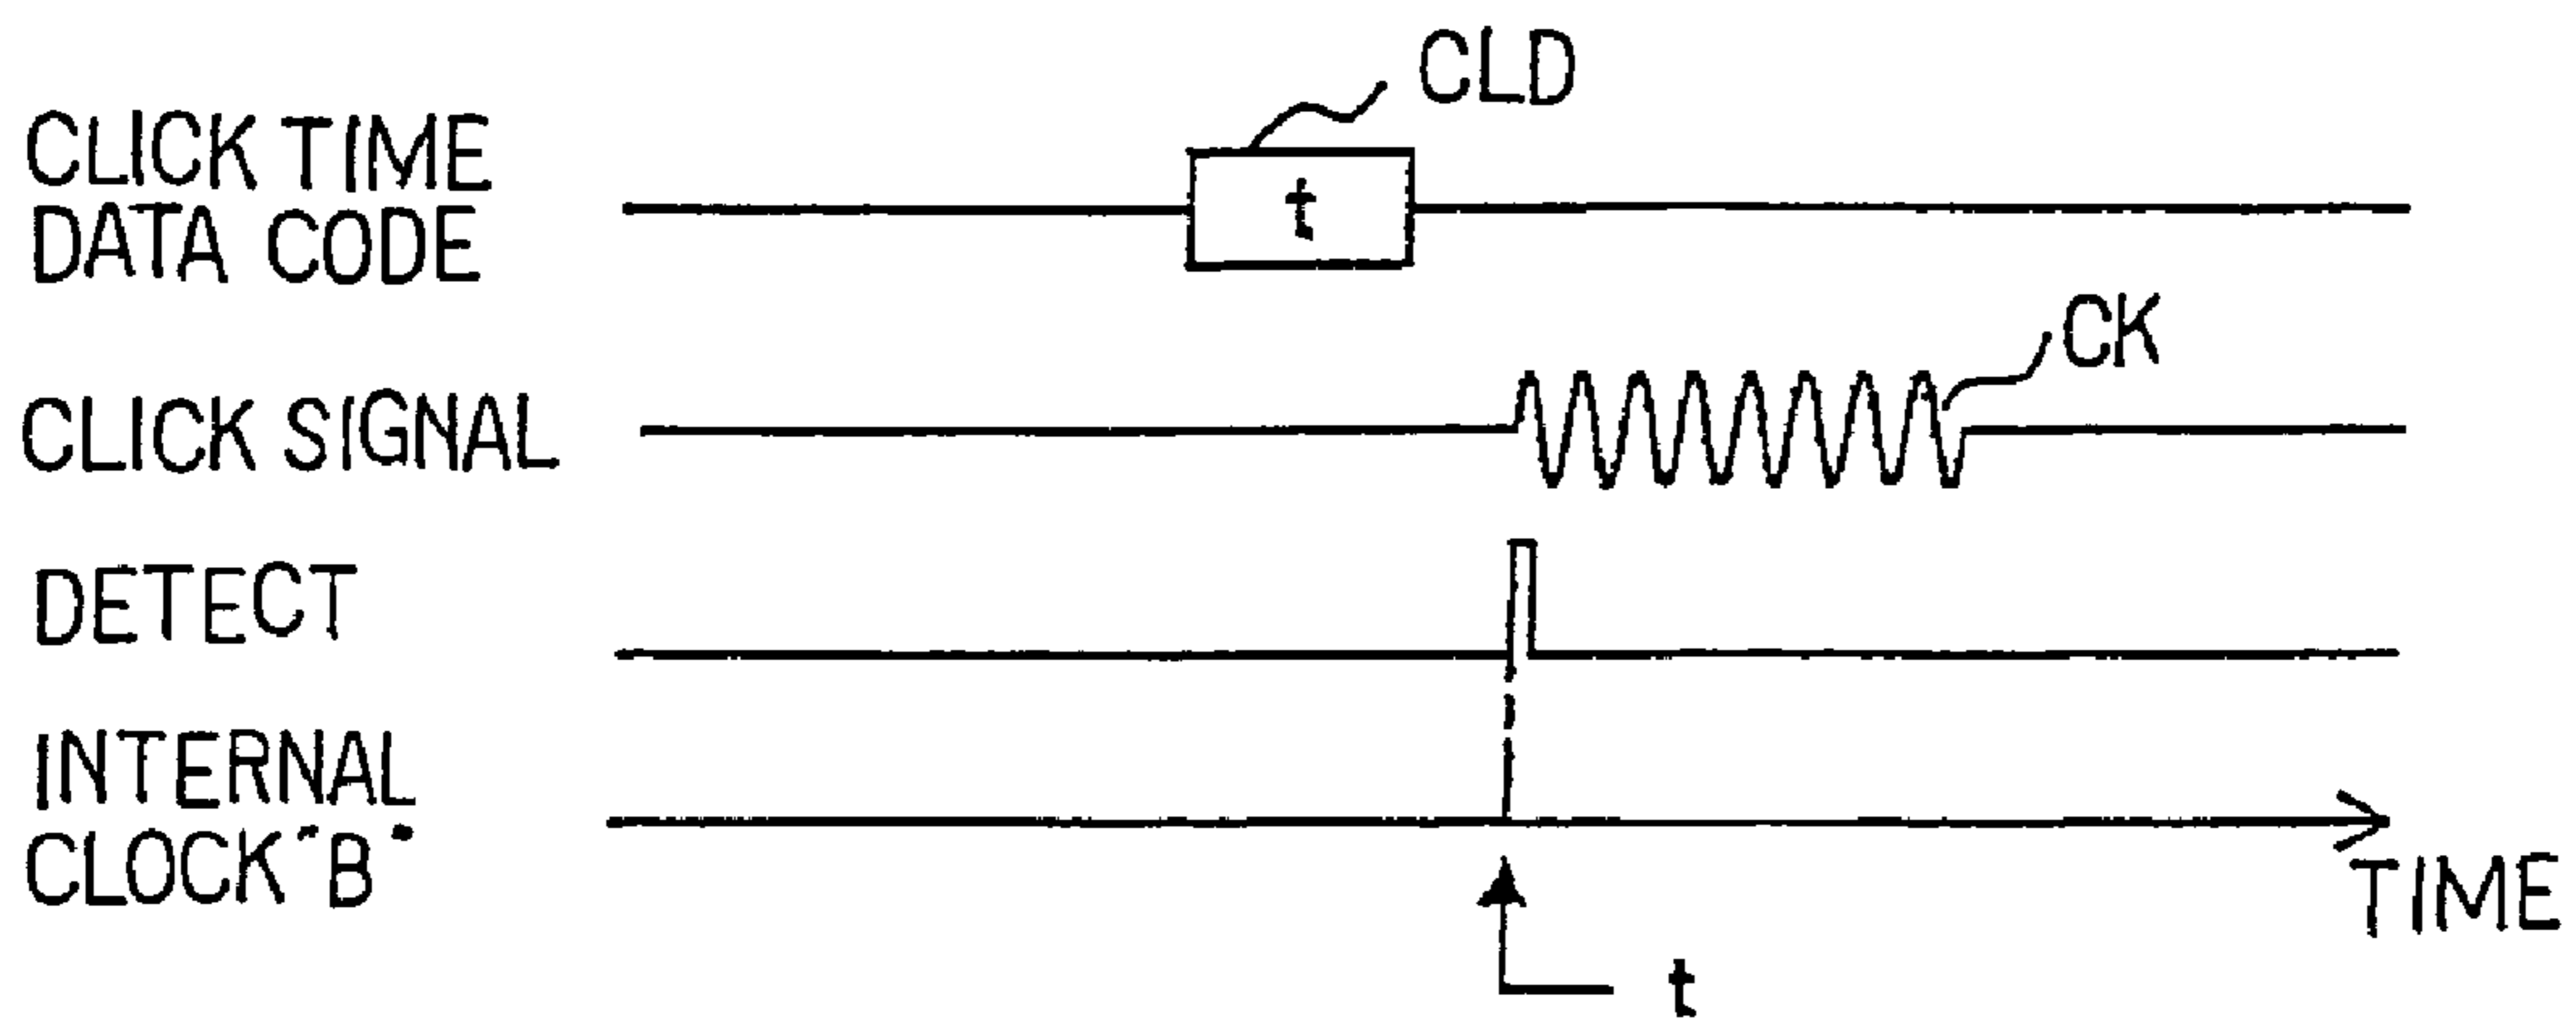 CLD
CLICK TIME
DATA CODE
t
CK
CLICK SIGNAL
DETECT
INTERNAL
CLOCK "B"
TIME
t